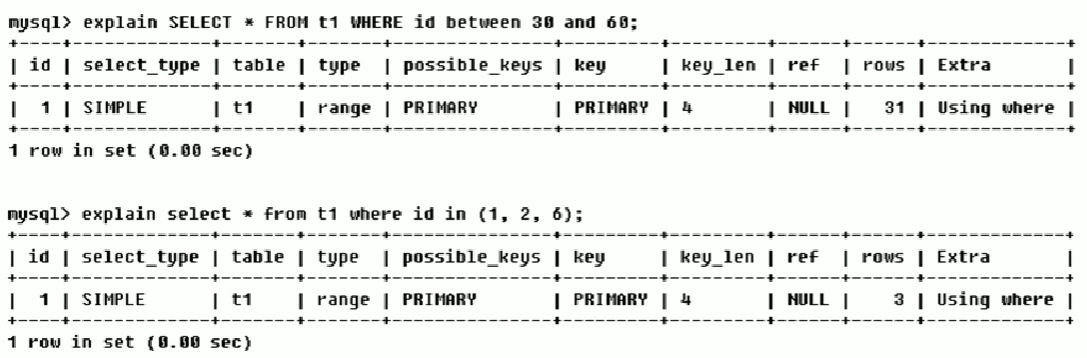 mysql> explain SELECT * FROM t1 WHERE id between 30 and 60;
+----+-------------+-------+-------+---------------+---------+---------+------+------+-------------+
| id | select_type | table | type | possible_keys | key | key_len | ref | rows | Extra |
+----+-------------+-------+-------+---------------+---------+---------+------+------+-------------+
| 1 | SIMPLE | t1 | range | PRIMARY | PRIMARY | 4 | NULL | 31 | Using where |
+----+-------------+-------+-------+---------------+---------+---------+------+------+-------------+
1 row in set (0.00 sec)
mysql> explain select * from t1 where id in (1, 2, 6);
+----+-------------+-------+-------+---------------+---------+---------+------+------+-------------+
| id | select_type | table | type | possible_keys | key | key_len | ref | rows | Extra |
+----+-------------+-------+-------+---------------+---------+---------+------+------+-------------+
| 1 | SIMPLE | t1 | range | PRIMARY | PRIMARY | 4 | NULL | 3 | Using where |
+----+-------------+-------+-------+---------------+---------+---------+------+------+-------------+
1 row in set (0.00 sec)